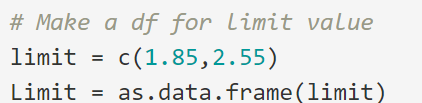 # Make a df for limit value
limit = c(1.85,2.55)
Limit = as.data.frame(limit)